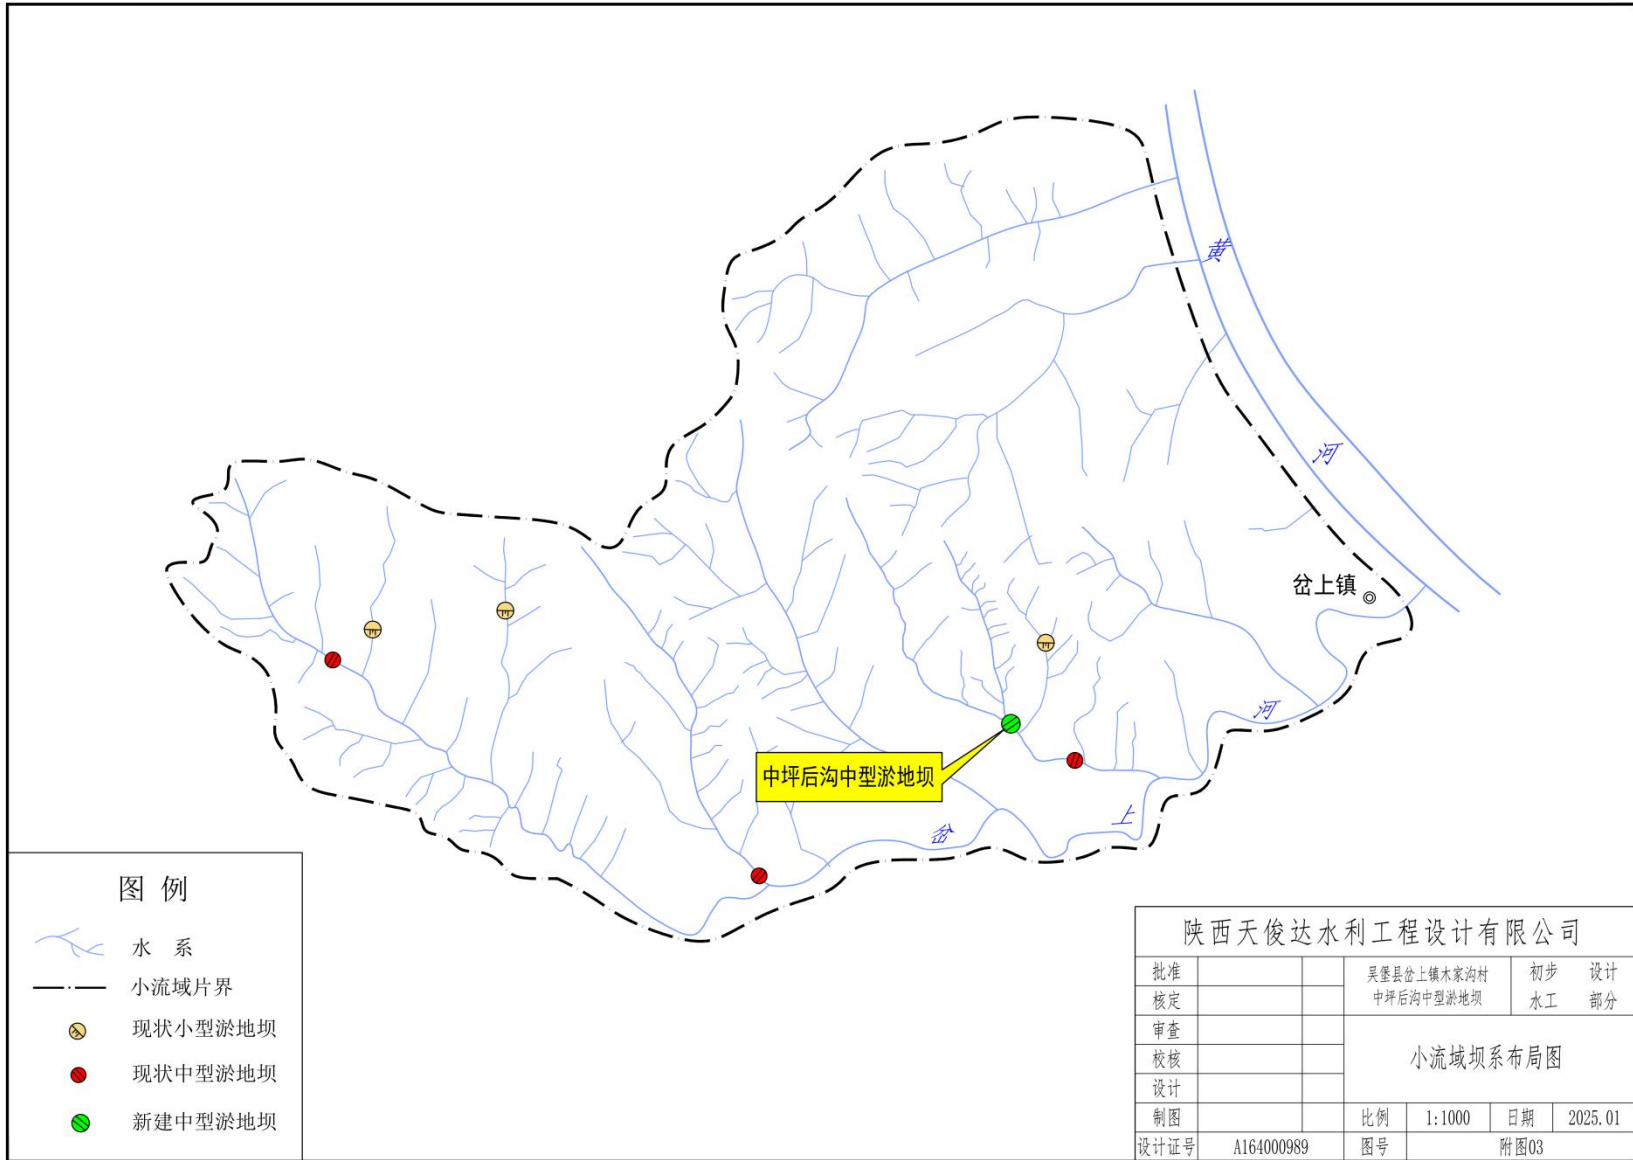 黄
河
岔上镇
河
中坪后沟中型淤地坝
上
岔
图 例
水 系
小流域片界
现状小型淤地坝
现状中型淤地坝
新建中型淤地坝
陕西天俊达水利工程设计有限公司
批准
吴堡县岔上镇木家沟村
中坪后沟中型淤地坝
初步 设计
水工 部分
核定
审查
小流域坝系布局图
校核
设计
制图
比例 1:1000 日期 2025.01
设计证号 A164000989 图号 附图03